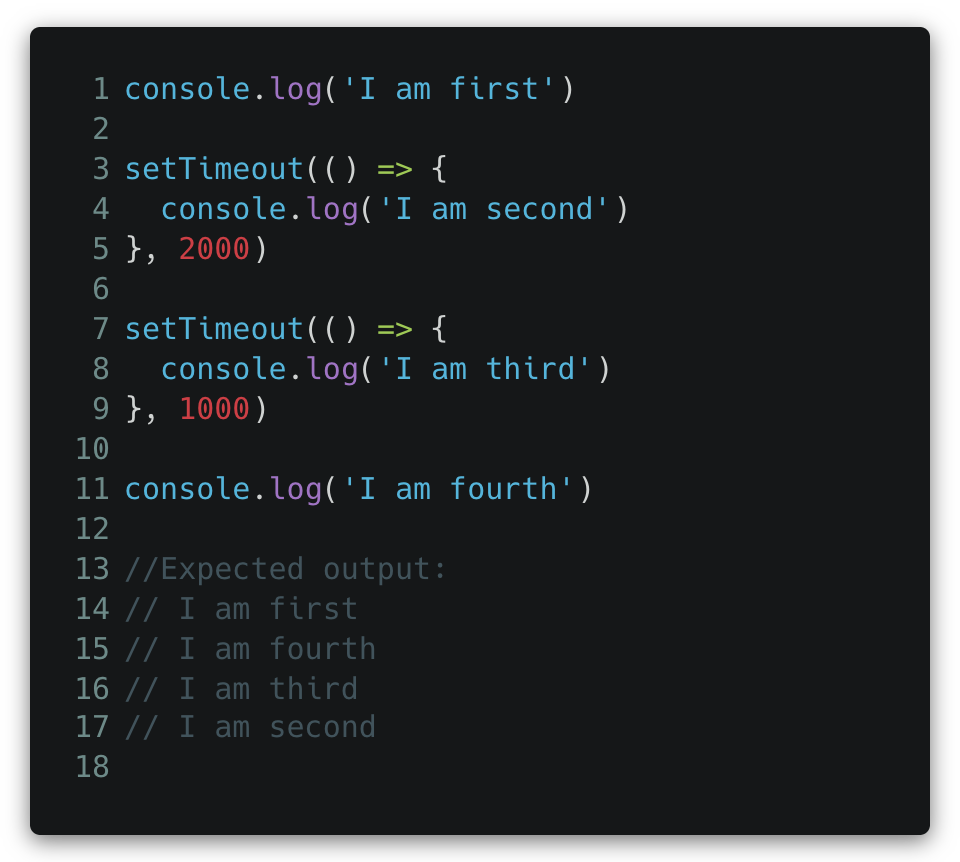 1 console.log('I am first')
2
3 setTimeout(() => {
4   console.log('I am second')
5 }, 2000)
6
7 setTimeout(() => {
8   console.log('I am third')
9 }, 1000)
10
11 console.log('I am fourth')
12
13 //Expected output:
14 // I am first
15 // I am fourth
16 // I am third
17 // I am second
18